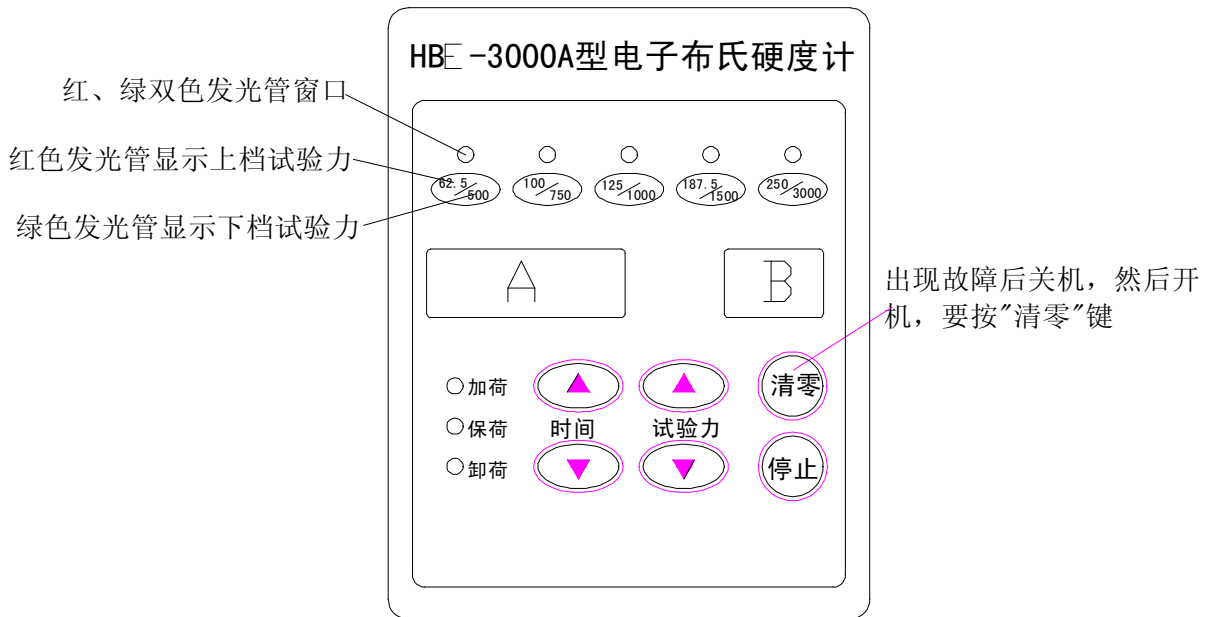 HBE-3000A型电子布氏硬度计
红、绿双色发光管窗口
红色发光管显示上档试验力
绿色发光管显示下档试验力
62.5/500 100/750 125/1000 187.5/1500 250/3000
A B
出现故障后关机，然后开
机，要按"清零"键
加荷 清零
保荷 时间 试验力
卸荷 停止